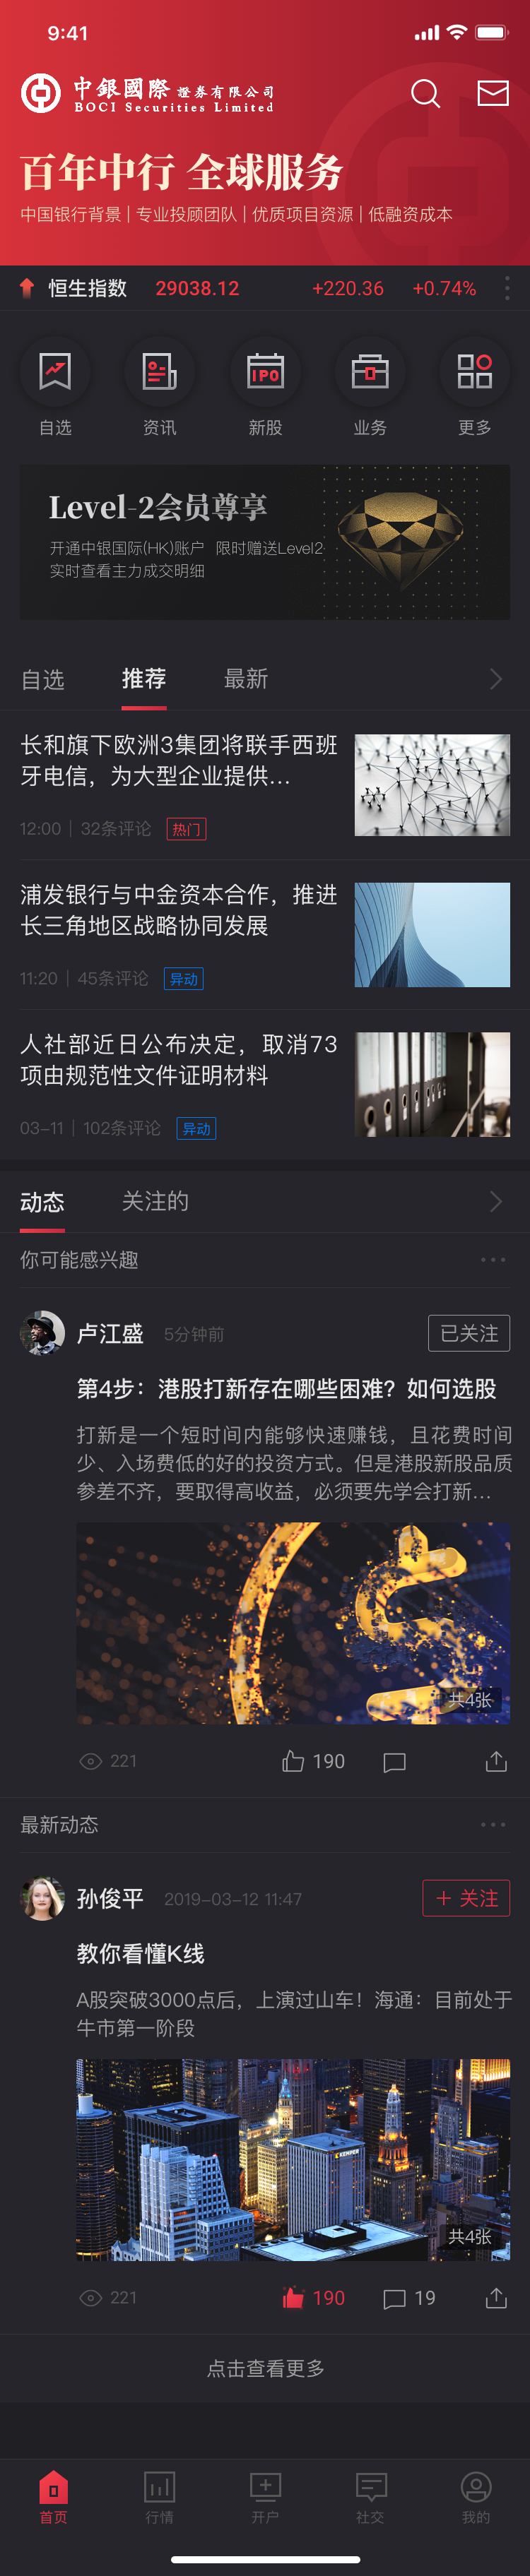 9:41
中銀國際 證券有限公司
BOCI Securities Limited
百年中行 全球服务
中国银行背景 | 专业投顾团队 | 优质项目资源 | 低融资成本
恒生指数 29038.12 +220.36 +0.74%
IPO
自选 资讯 新股 业务 更多
Level-2会员尊享
开通中银国际(HK)账户 限时赠送Level2
实时查看主力成交明细
自选 推荐 最新
长和旗下欧洲3集团将联手西班
牙电信，为大型企业提供...
12:00 | 32条评论 热门
浦发银行与中金资本合作，推进
长三角地区战略协同发展
11:20 | 45条评论 异动
人社部近日公布决定，取消73
项由规范性文件证明材料
03-11 | 102条评论 异动
动态 关注的
你可能感兴趣
卢江盛 5分钟前 已关注
第4步：港股打新存在哪些困难？如何选股
打新是一个短时间内能够快速赚钱，且花费时间
少、入场费低的好的投资方式。但是港股新股品质
参差不齐，要取得高收益，必须要先学会打新...
共4张
221 190
最新动态
孙俊平 2019-03-12 11:47 + 关注
教你看懂K线
A股突破3000点后，上演过山车！海通：目前处于
牛市第一阶段
KEMPER
共4张
221 190 19
点击查看更多
首页 行情 开户 社交 我的